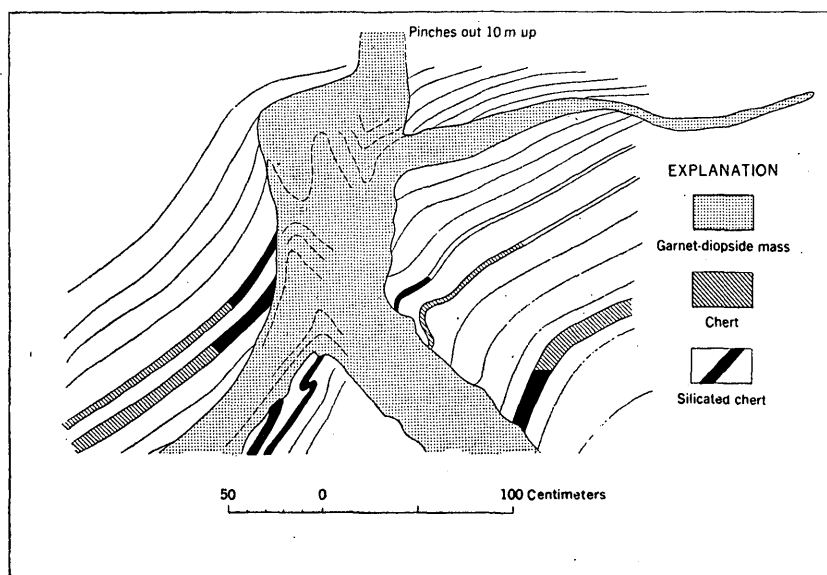 Pinches out 10 m up
EXPLANATION
Garnet-diopside mass
Chert
Silicated chert
50 0 100 Centimeters